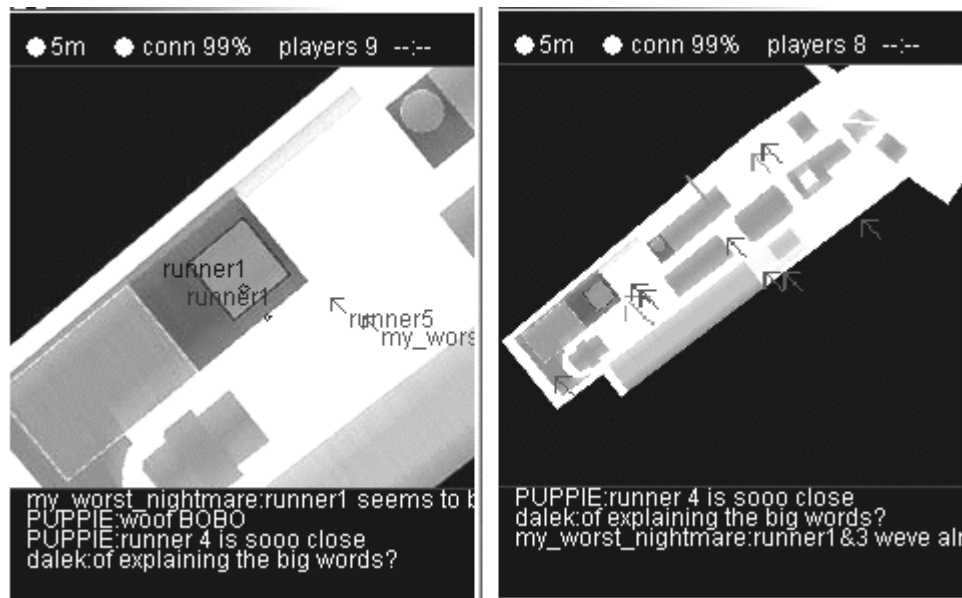 5m conn 99% players 9 --:--
runner1
runner1
runner5
my_wors
my_worst_nightmare:runner1 seems to b
PUPPIE:woof BOBO
PUPPIE:runner 4 is sooo close
dalek:of explaining the big words?
5m conn 99% players 8 --:--
PUPPIE:runner 4 is sooo close
dalek:of explaining the big words?
my_worst_nightmare:runner1&3 weve alr